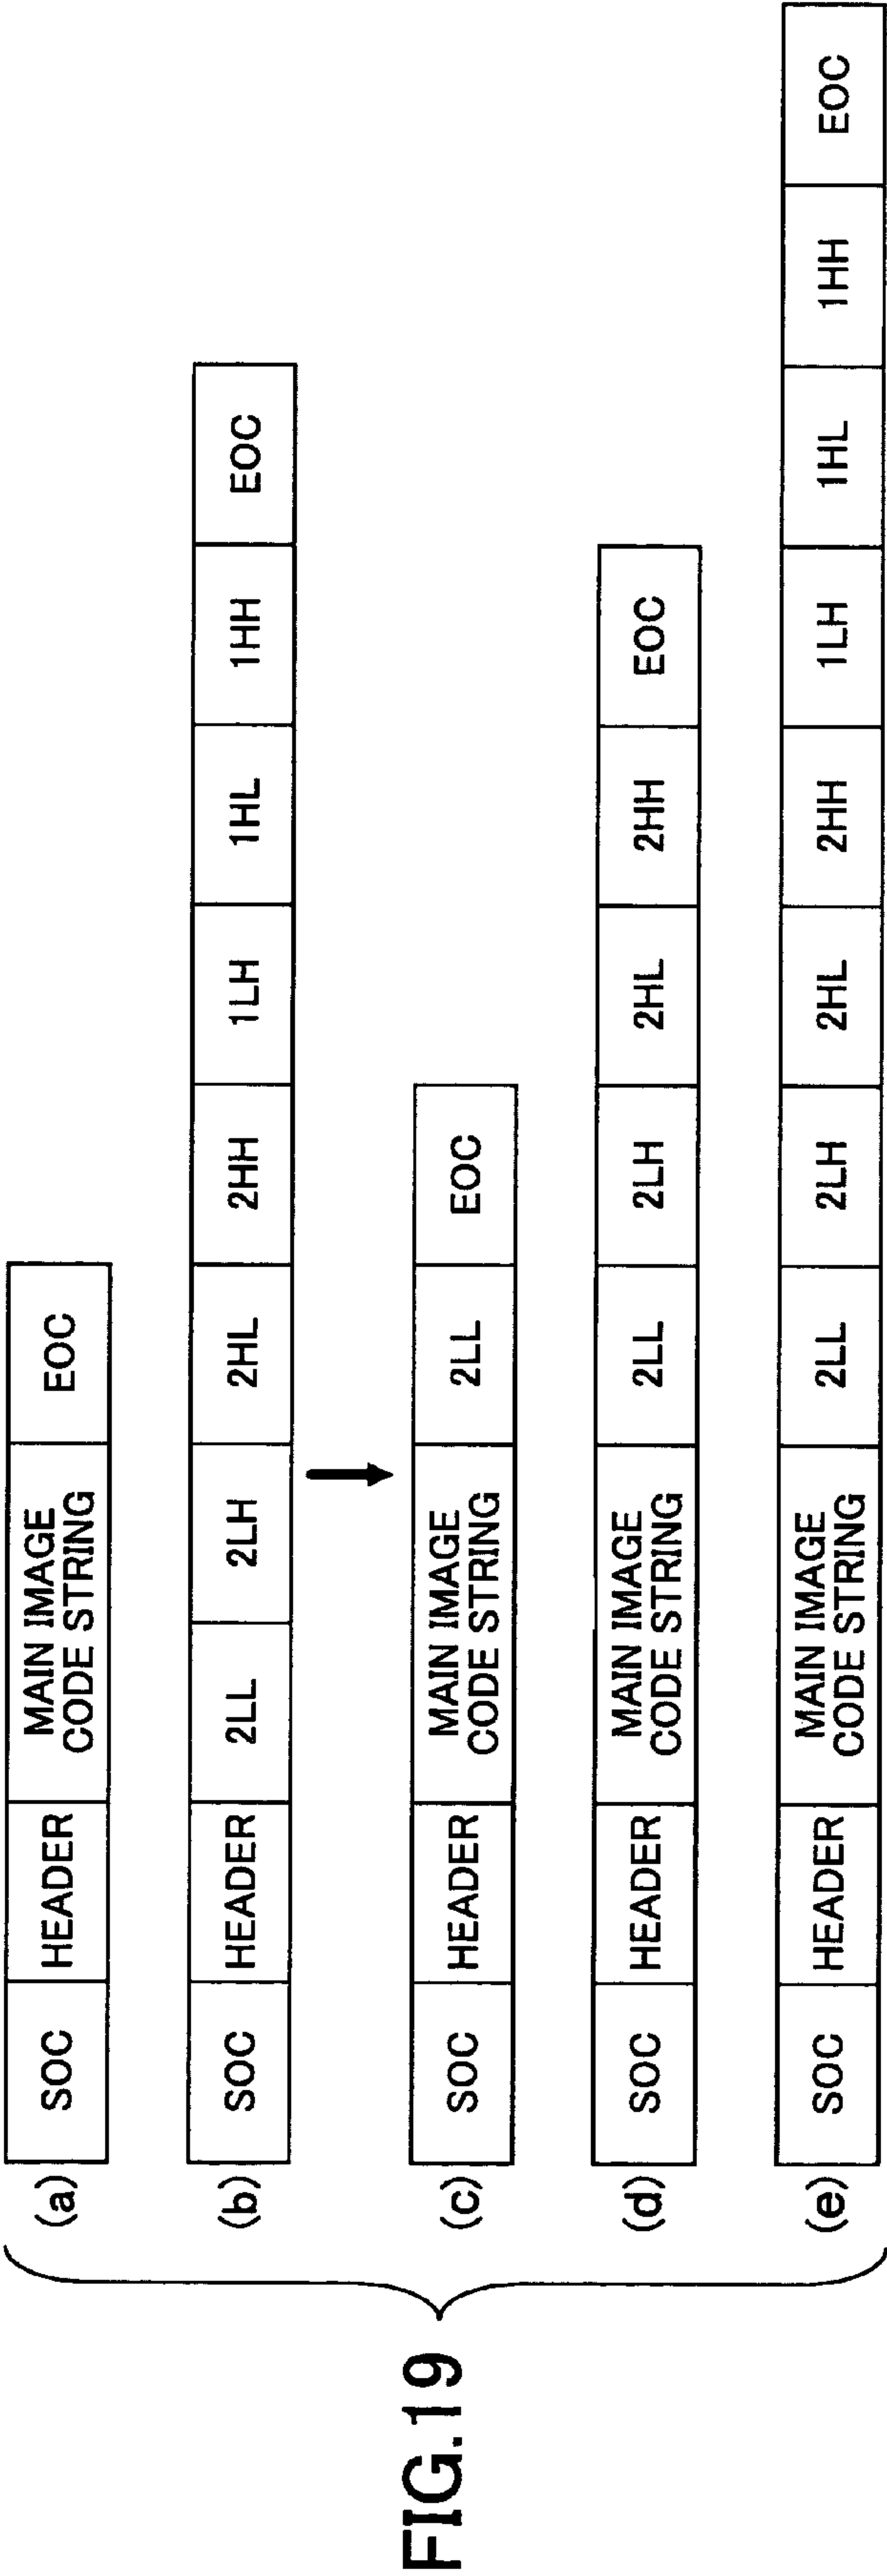 FIG.19
(a)
SOC
HEADER
MAIN IMAGE
CODE STRING
EOC
(b)
SOC
HEADER
2LL
2LH
2HL
2HH
1LH
1HL
1HH
EOC
(c)
SOC
HEADER
MAIN IMAGE
CODE STRING
2LL
EOC
(d)
SOC
HEADER
MAIN IMAGE
CODE STRING
2LL
2LH
2HL
2HH
EOC
(e)
SOC
HEADER
MAIN IMAGE
CODE STRING
2LL
2LH
2HL
2HH
1LH
1HL
1HH
EOC